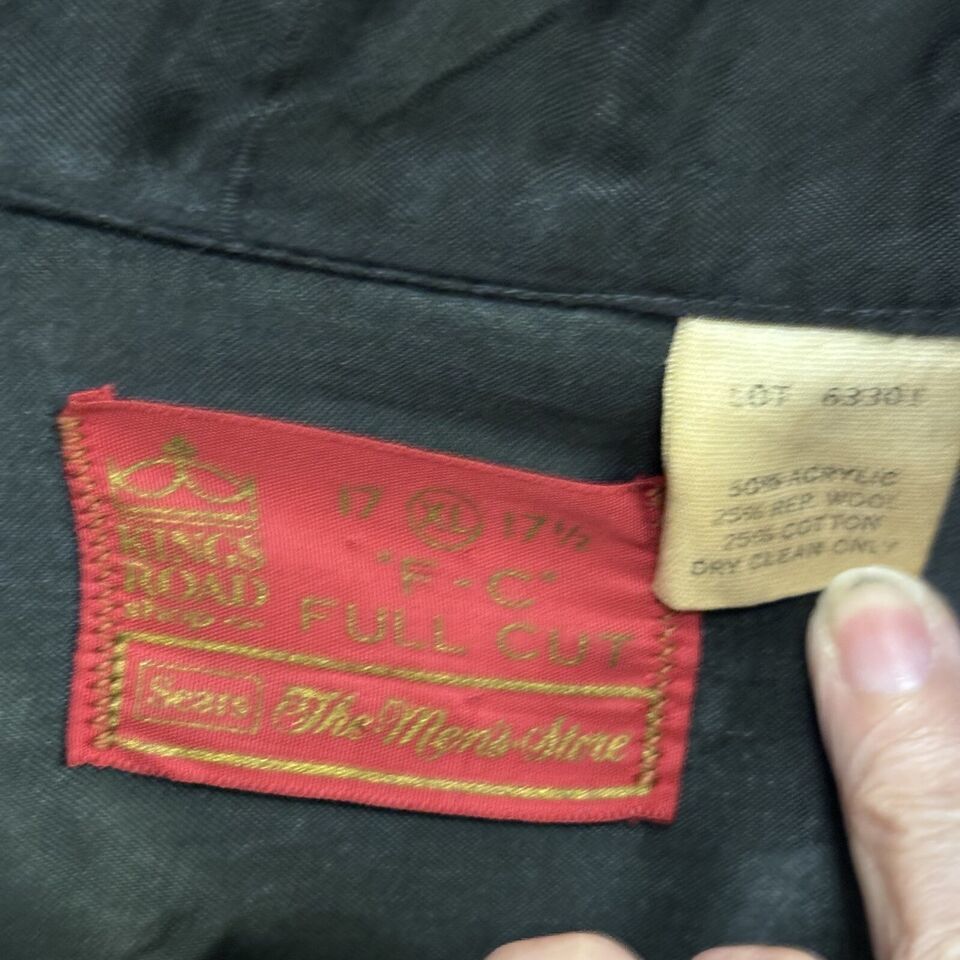 KINGS
ROAD
Shop
17 XL 17½
"F-C"
FULL CUT
Sears The Men's Store
LOT 63301
50% ACRYLIC
25% REP WOOL
25% COTTON
DRY CLEAN ONLY